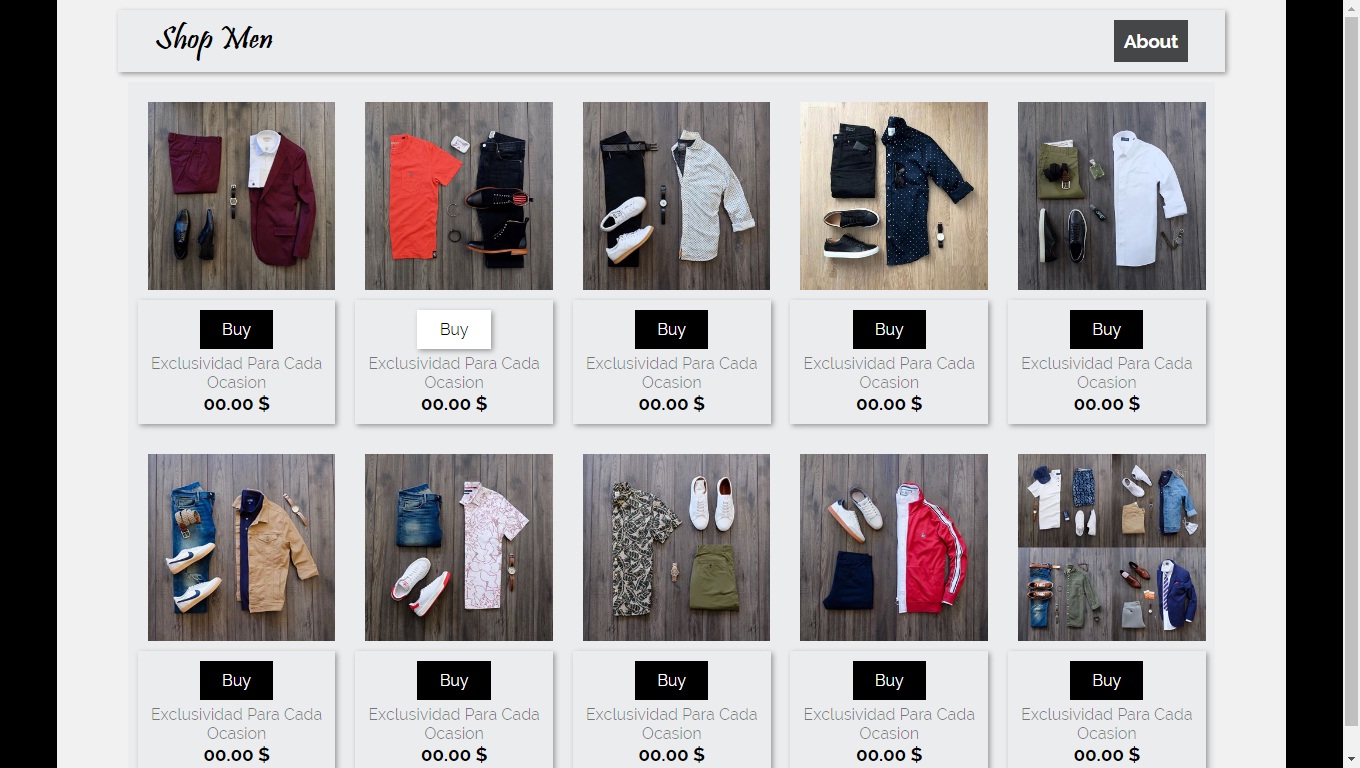 Shop Men
About
Buy
Buy
Buy
Buy
Buy
Exclusividad Para Cada
Ocasion
00.00 $
Exclusividad Para Cada
Ocasion
00.00 $
Exclusividad Para Cada
Ocasion
00.00 $
Exclusividad Para Cada
Ocasion
00.00 $
Exclusividad Para Cada
Ocasion
00.00 $
Buy
Buy
Buy
Buy
Buy
Exclusividad Para Cada
Ocasion
00.00 $
Exclusividad Para Cada
Ocasion
00.00 $
Exclusividad Para Cada
Ocasion
00.00 $
Exclusividad Para Cada
Ocasion
00.00 $
Exclusividad Para Cada
Ocasion
00.00 $